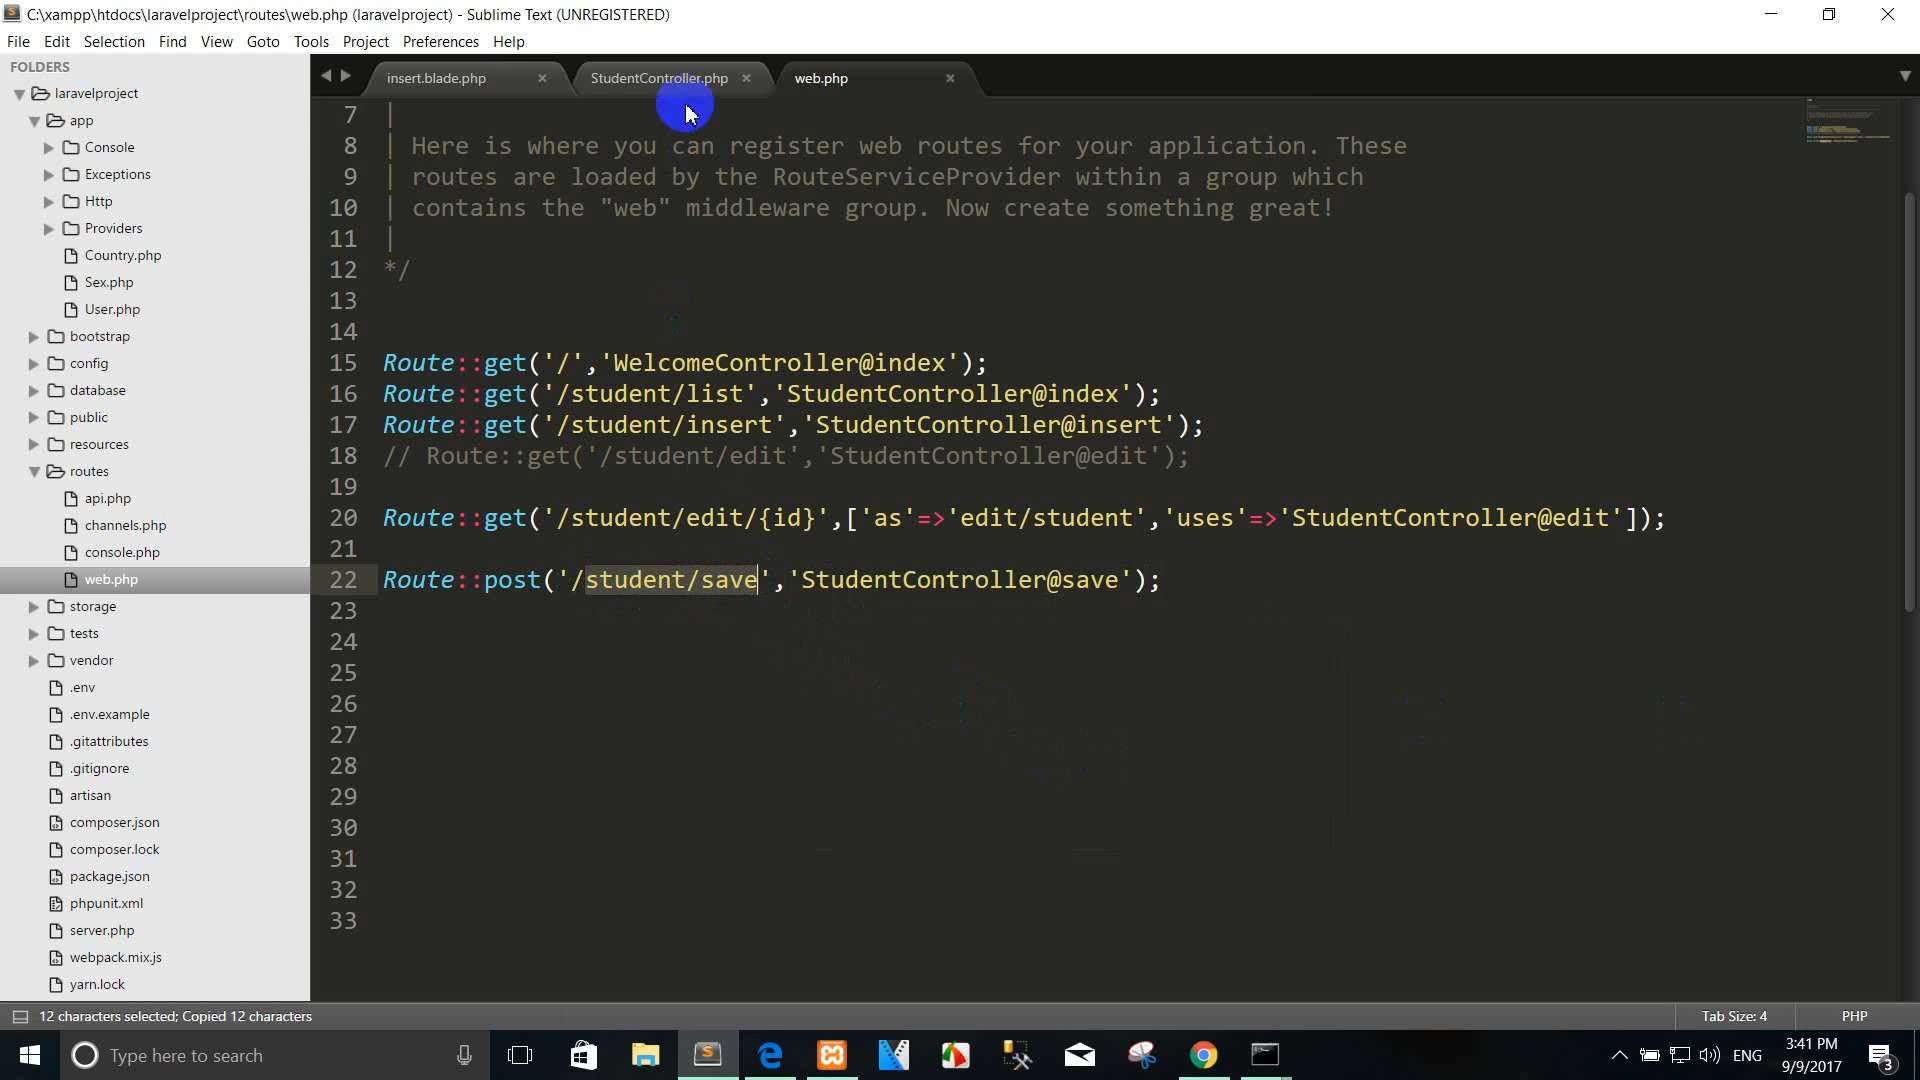 C:\xampp\htdocs\laravelproject\routes\web.php (laravelproject) - Sublime Text (UNREGISTERED)
File Edit Selection Find View Goto Tools Project Preferences Help
FOLDERS
laravelproject
app
Console
Exceptions
Http
Providers
Country.php
Sex.php
User.php
bootstrap
config
database
public
resources
routes
api.php
channels.php
console.php
web.php
storage
tests
vendor
.env
.env.example
.gitattributes
.gitignore
artisan
composer.json
composer.lock
package.json
phpunit.xml
server.php
webpack.mix.js
yarn.lock
insert.blade.php × StudentController.php × web.php ×
7 |
8 | Here is where you can register web routes for your application. These
9 | routes are loaded by the RouteServiceProvider within a group which
10 | contains the "web" middleware group. Now create something great!
11 |
12 */
13
14
15 Route::get('/','WelcomeController@index');
16 Route::get('/student/list','StudentController@index');
17 Route::get('/student/insert','StudentController@insert');
18 // Route::get('/student/edit','StudentController@edit');
19
20 Route::get('/student/edit/{id}',['as'=>'edit/student','uses'=>'StudentController@edit']);
21
22 Route::post('/student/save','StudentController@save');
23
24
25
26
27
28
29
30
31
32
33
12 characters selected; Copied 12 characters Tab Size: 4 PHP
Type here to search ENG 3:41 PM
9/9/2017 3